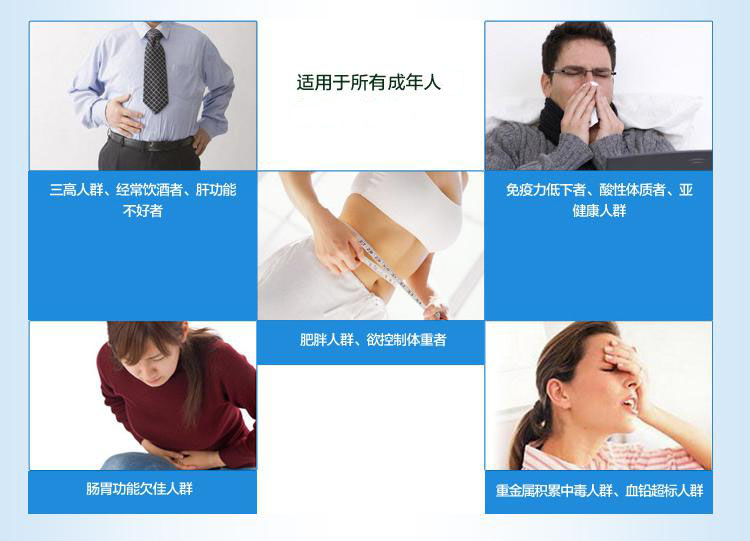 适用于所有成年人
三高人群、经常饮酒者、肝功能
不好者
免疫力低下者、酸性体质者、亚
健康人群
肥胖人群、欲控制体重者
肠胃功能欠佳人群
重金属积累中毒人群、血铅超标人群